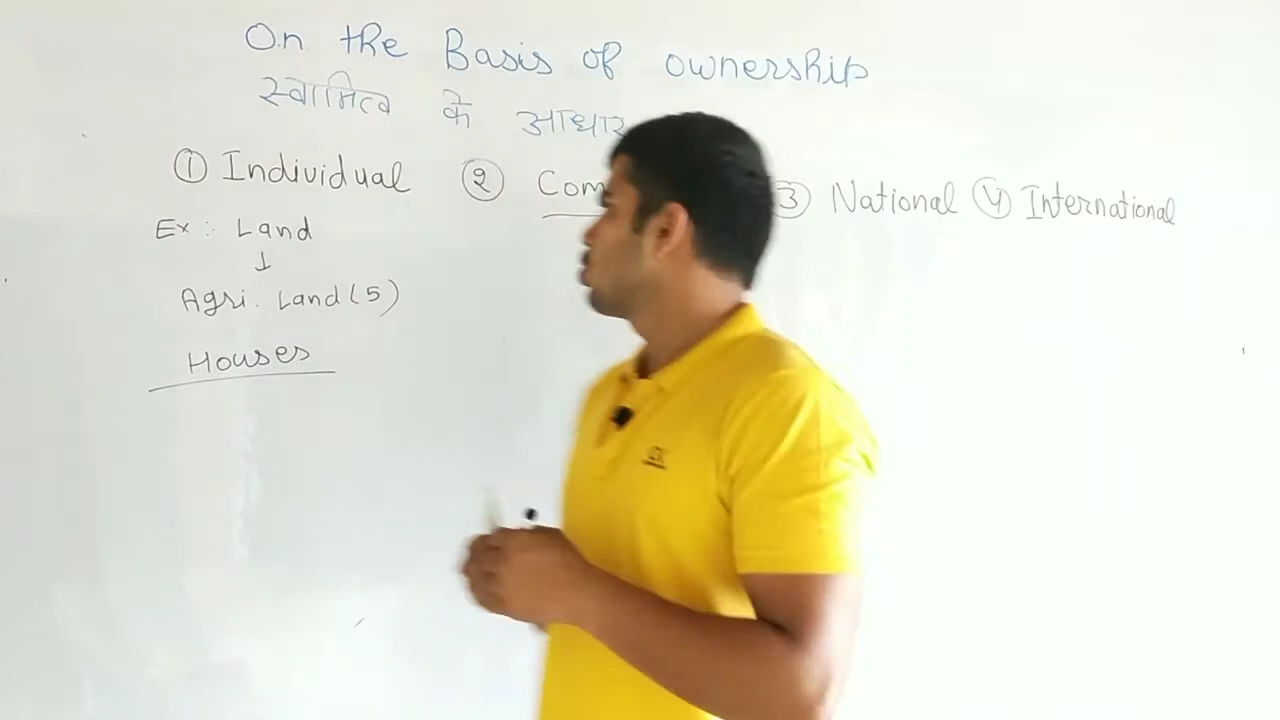 On the Basis of ownership
स्वामित्व के आधार
① Individual ② Com ③ National ④ International
Ex :- Land
↓
Agri. Land (5)
Houses